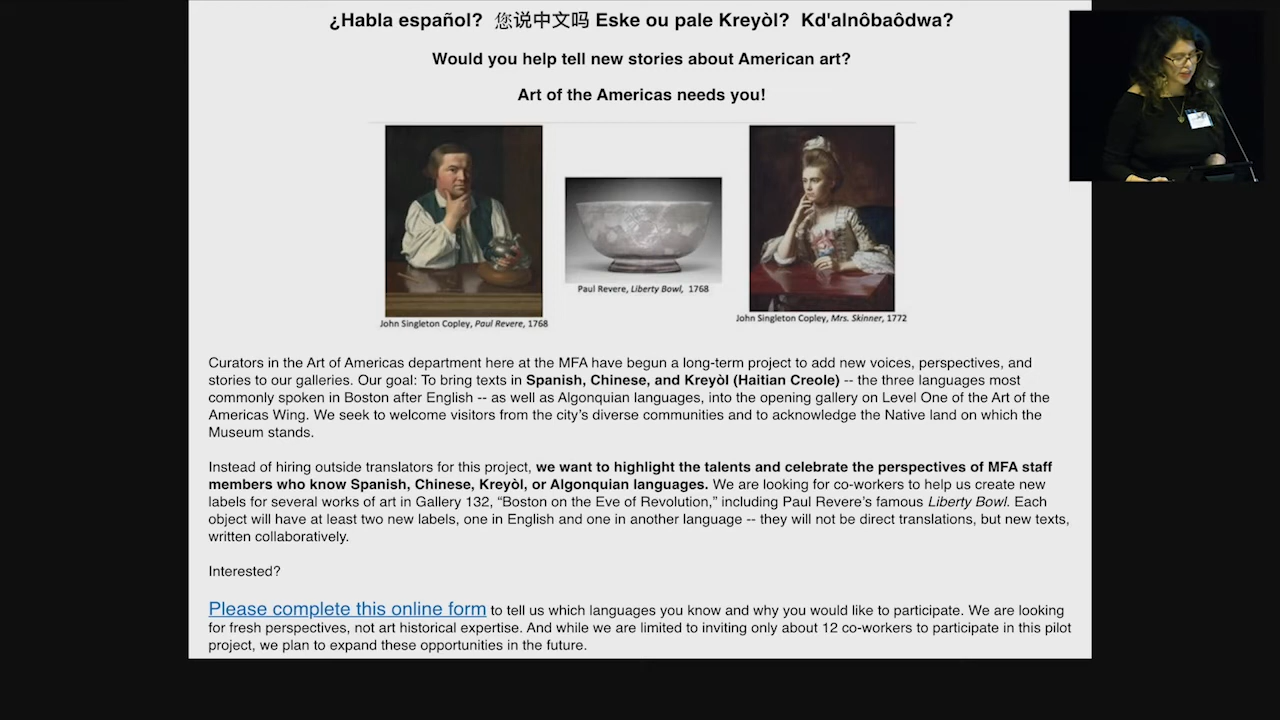 ¿Habla español? 您说中文吗 Eske ou pale Kreyòl? Kd'alnôbaôdwa?
Would you help tell new stories about American art?
Art of the Americas needs you!
Paul Revere, Liberty Bowl, 1768
John Singleton Copley, Paul Revere, 1768
John Singleton Copley, Mrs. Skinner, 1772
Curators in the Art of Americas department here at the MFA have begun a long-term project to add new voices, perspectives, and
stories to our galleries. Our goal: To bring texts in Spanish, Chinese, and Kreyòl (Haitian Creole) -- the three languages most
commonly spoken in Boston after English -- as well as Algonquian languages, into the opening gallery on Level One of the Art of the
Americas Wing. We seek to welcome visitors from the city's diverse communities and to acknowledge the Native land on which the
Museum stands.
Instead of hiring outside translators for this project, we want to highlight the talents and celebrate the perspectives of MFA staff
members who know Spanish, Chinese, Kreyòl, or Algonquian languages. We are looking for co-workers to help us create new
labels for several works of art in Gallery 132, “Boston on the Eve of Revolution,” including Paul Revere's famous Liberty Bowl. Each
object will have at least two new labels, one in English and one in another language -- they will not be direct translations, but new texts,
written collaboratively.
Interested?
Please complete this online form to tell us which languages you know and why you would like to participate. We are looking
for fresh perspectives, not art historical expertise. And while we are limited to inviting only about 12 co-workers to participate in this pilot
project, we plan to expand these opportunities in the future.